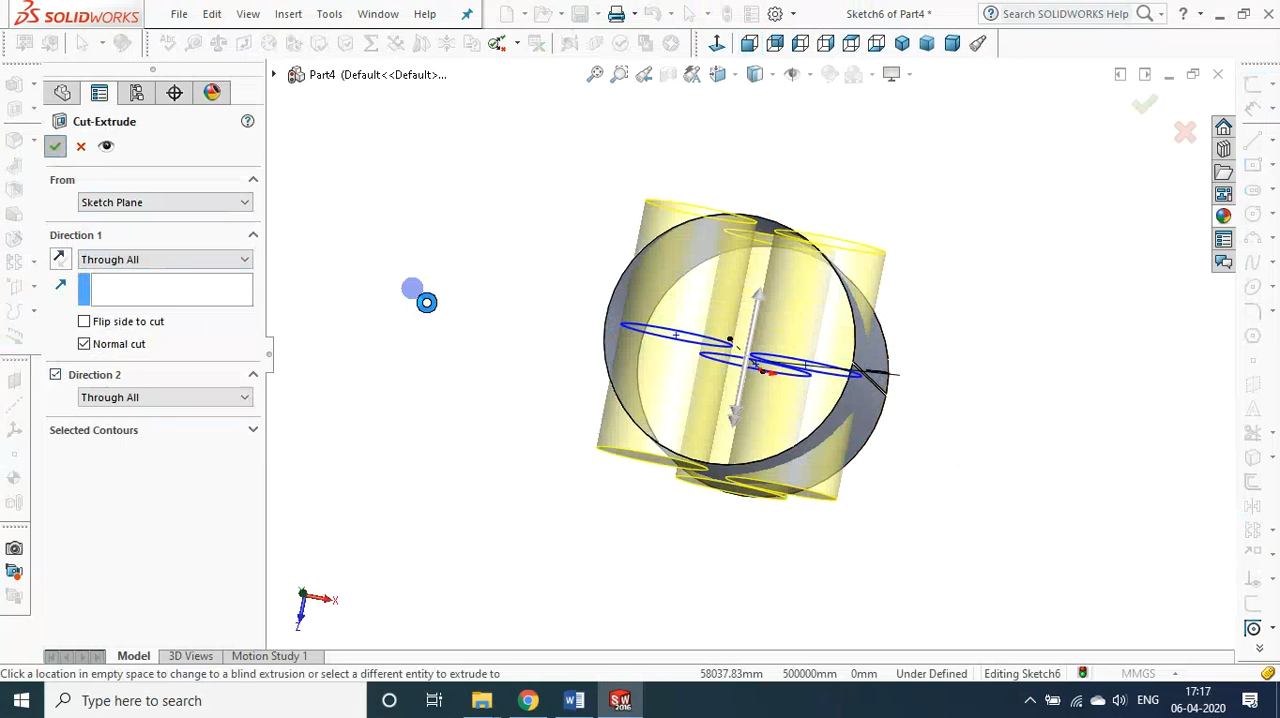 SOLIDWORKS File Edit View Insert Tools Window Help Sketch6 of Part4 * Search SOLIDWORKS Help ?
Part4 (Default<<Default>...
Cut-Extrude
From
Sketch Plane
Direction 1
Through All
Flip side to cut
Normal cut
Direction 2
Through All
Selected Contours
Y
X
Z
Model 3D Views Motion Study 1
Click a location in empty space to change to a blind extrusion or select a different entity to extrude to 58037.83mm 500000mm 0mm Under Defined Editing Sketch6 MMGS
Type here to search SW 2016 ENG 17:17
06-04-2020